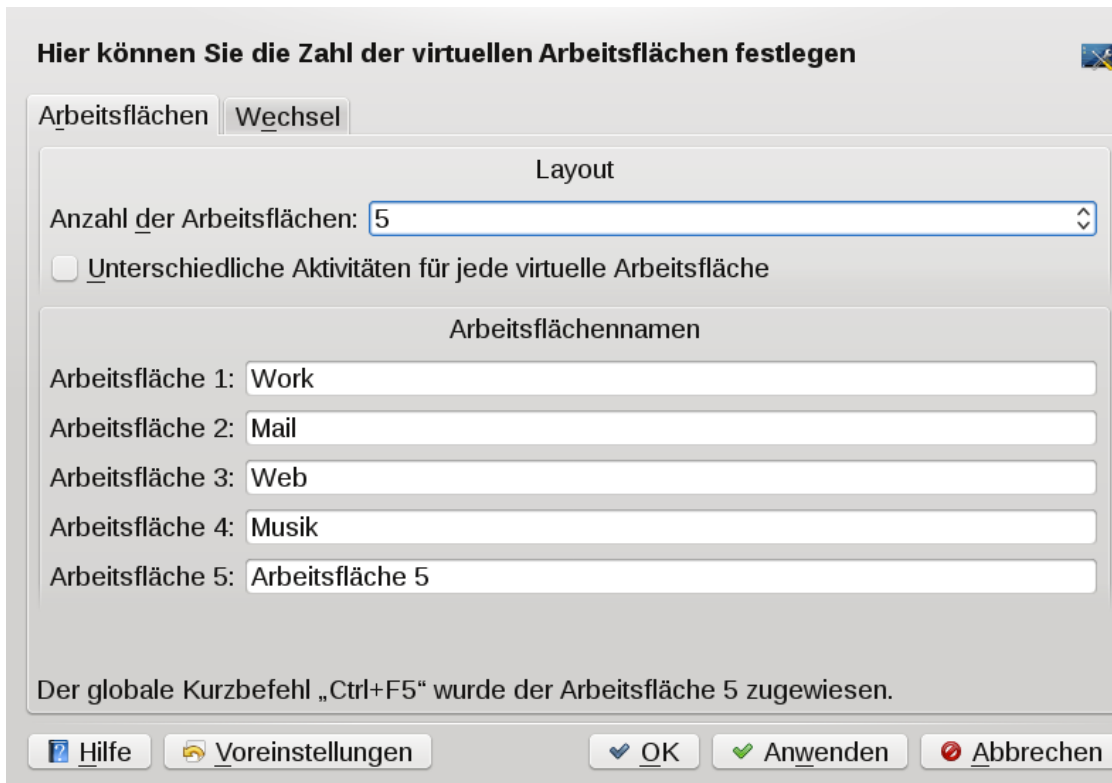 Hier können Sie die Zahl der virtuellen Arbeitsflächen festlegen
Arbeitsflächen Wechsel
Layout
Anzahl der Arbeitsflächen: 5
Unterschiedliche Aktivitäten für jede virtuelle Arbeitsfläche
Arbeitsflächennamen
Arbeitsfläche 1: Work
Arbeitsfläche 2: Mail
Arbeitsfläche 3: Web
Arbeitsfläche 4: Musik
Arbeitsfläche 5: Arbeitsfläche 5
Der globale Kurzbefehl „Ctrl+F5“ wurde der Arbeitsfläche 5 zugewiesen.
Hilfe Voreinstellungen OK Anwenden Abbrechen